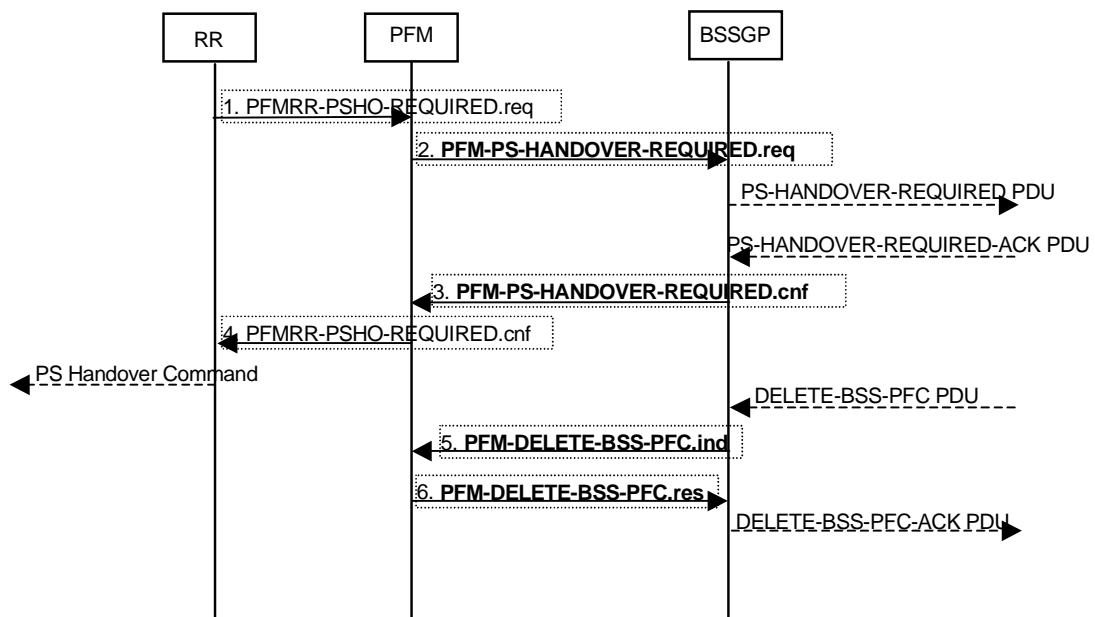 RR
PFM
BSSGP
1. PFMRR-PSHO-REQUIRED.req
2. PFM-PS-HANDOVER-REQUIRED.req
PS-HANDOVER-REQUIRED PDU
PS-HANDOVER-REQUIRED-ACK PDU
3. PFM-PS-HANDOVER-REQUIRED.cnf
4. PFMRR-PSHO-REQUIRED.cnf
PS Handover Command
DELETE-BSS-PFC PDU
5. PFM-DELETE-BSS-PFC.ind
6. PFM-DELETE-BSS-PFC.res
DELETE-BSS-PFC-ACK PDU